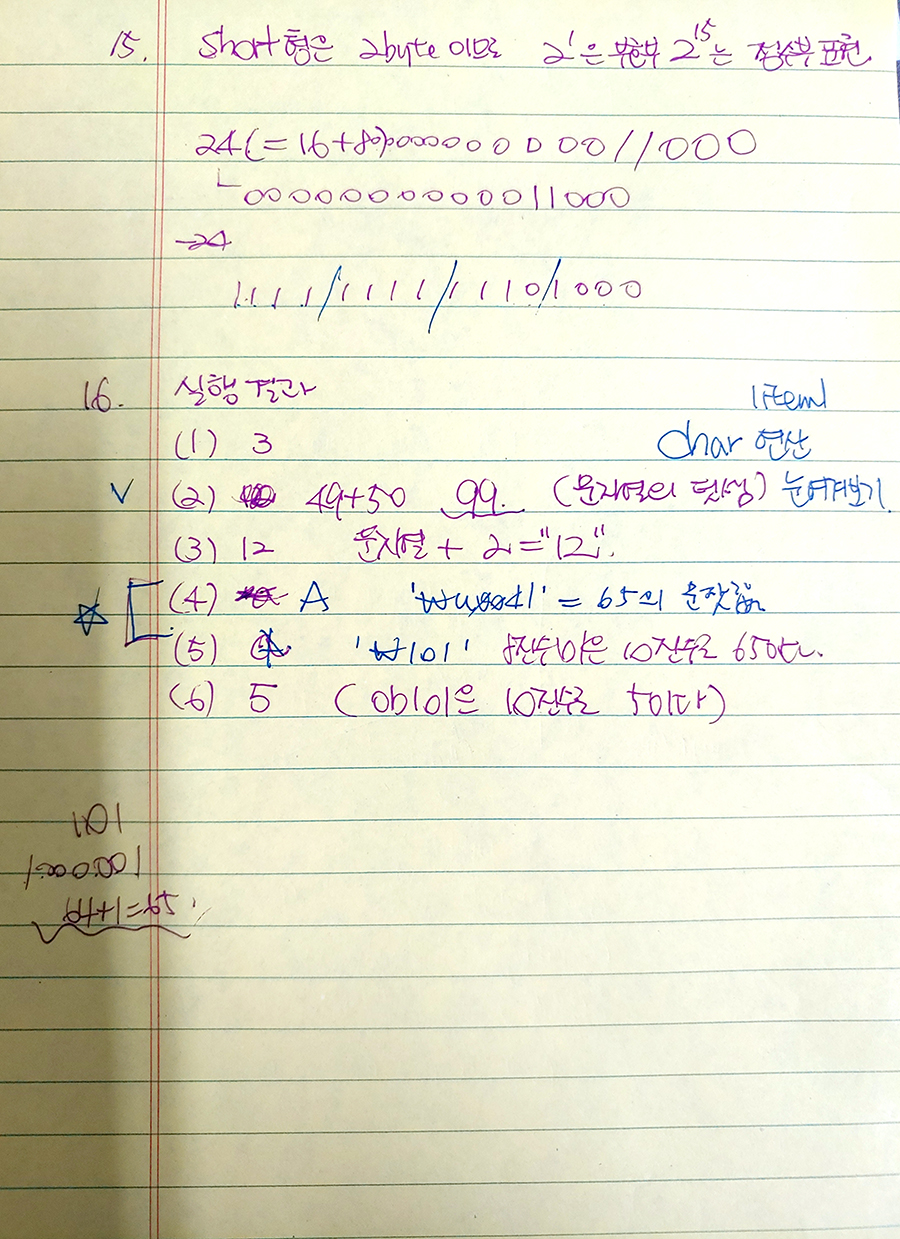 15. short형은 2byte 이므로 2¹은 부호부 2¹⁵는 정수부 표현
24(=16+8) 0000000000011000
0000000000011000
-24
1111/1111/1110/1000
16. 실행 결과 item1
(1) 3 char 연산
V (2) 49+50 99. (문자열의 덧셈) 눈여겨보기
(3) 12 문자열 + 2 = "12".
☆ (4) A '\u0041' = 65의 문잣값
(5) A '\101' 8진수101은 10진수로 65이다.
(6) 5 (0b101은 10진수로 5이다)
101
1000001
64+1=65